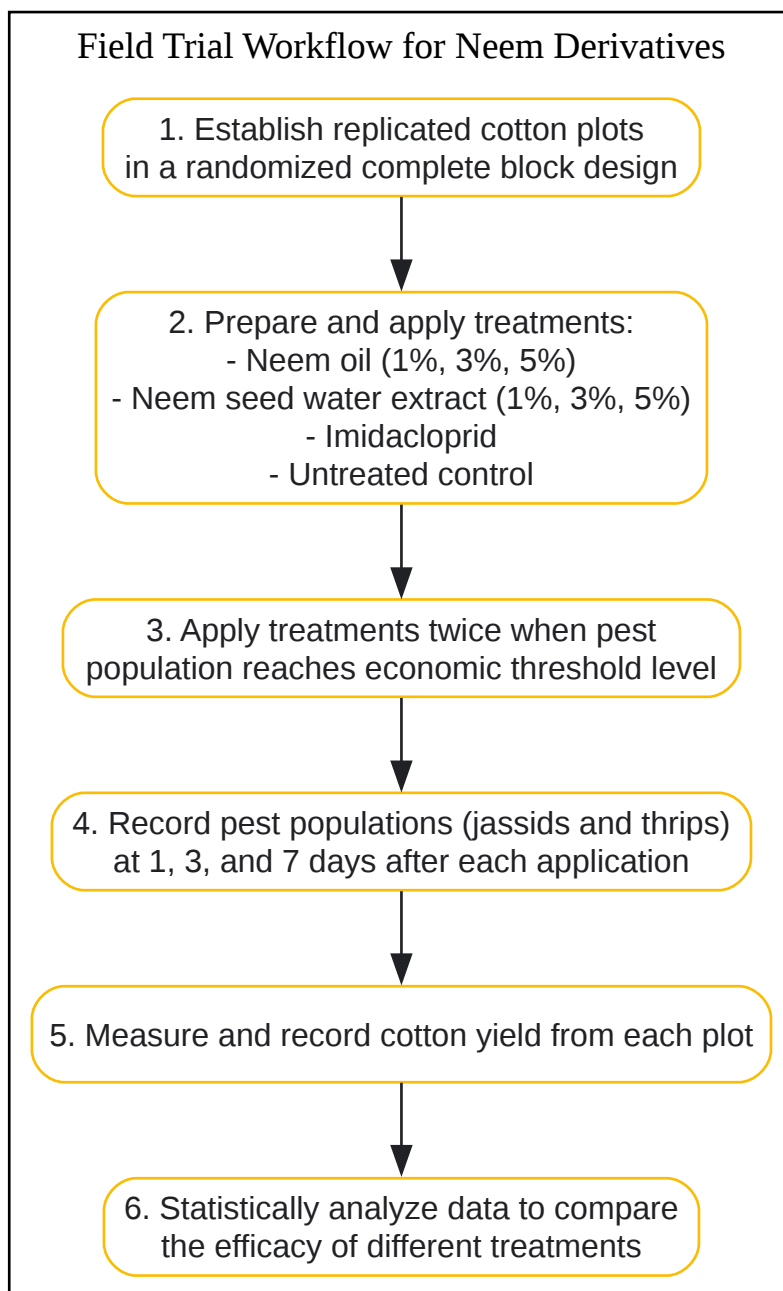 Field Trial Workflow for Neem Derivatives
1. Establish replicated cotton plots
in a randomized complete block design
2. Prepare and apply treatments:
- Neem oil (1%, 3%, 5%)
- Neem seed water extract (1%, 3%, 5%)
- Imidacloprid
- Untreated control
3. Apply treatments twice when pest
population reaches economic threshold level
4. Record pest populations (jassids and thrips)
at 1, 3, and 7 days after each application
5. Measure and record cotton yield from each plot
6. Statistically analyze data to compare
the efficacy of different treatments